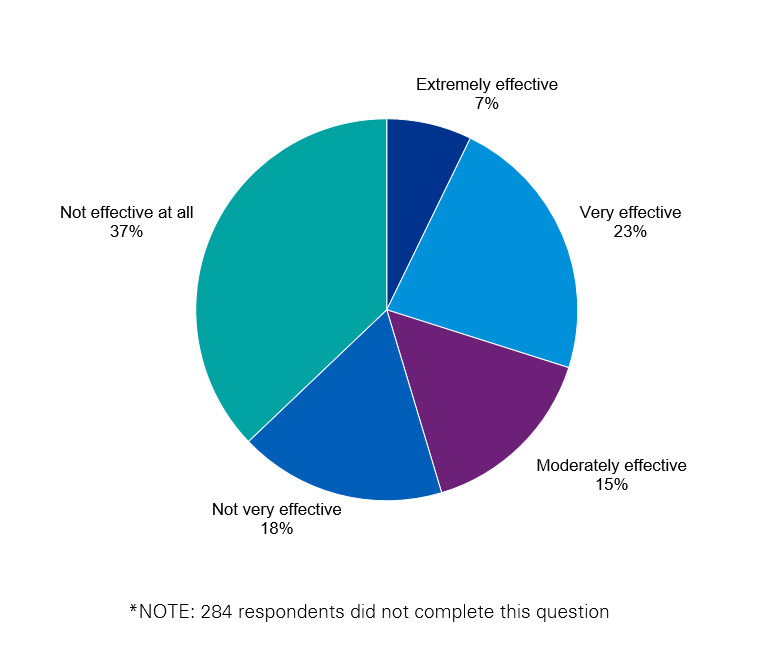 Extremely effective
7%
Very effective
23%
Moderately effective
15%
Not very effective
18%
Not effective at all
37%
*NOTE: 284 respondents did not complete this question